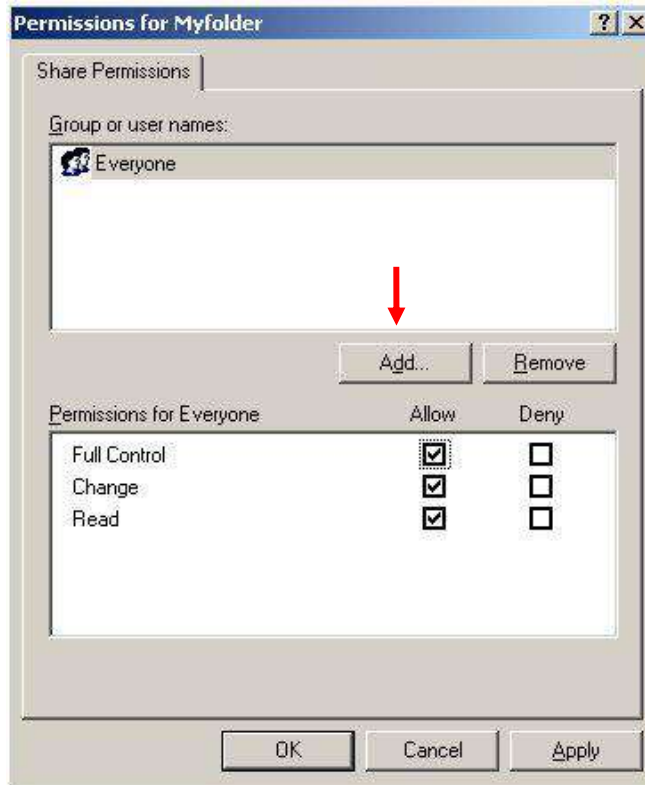 Permissions for Myfolder
Share Permissions
Group or user names:
Everyone
Add... Remove
Permissions for Everyone Allow Deny
Full Control
Change
Read
OK Cancel Apply